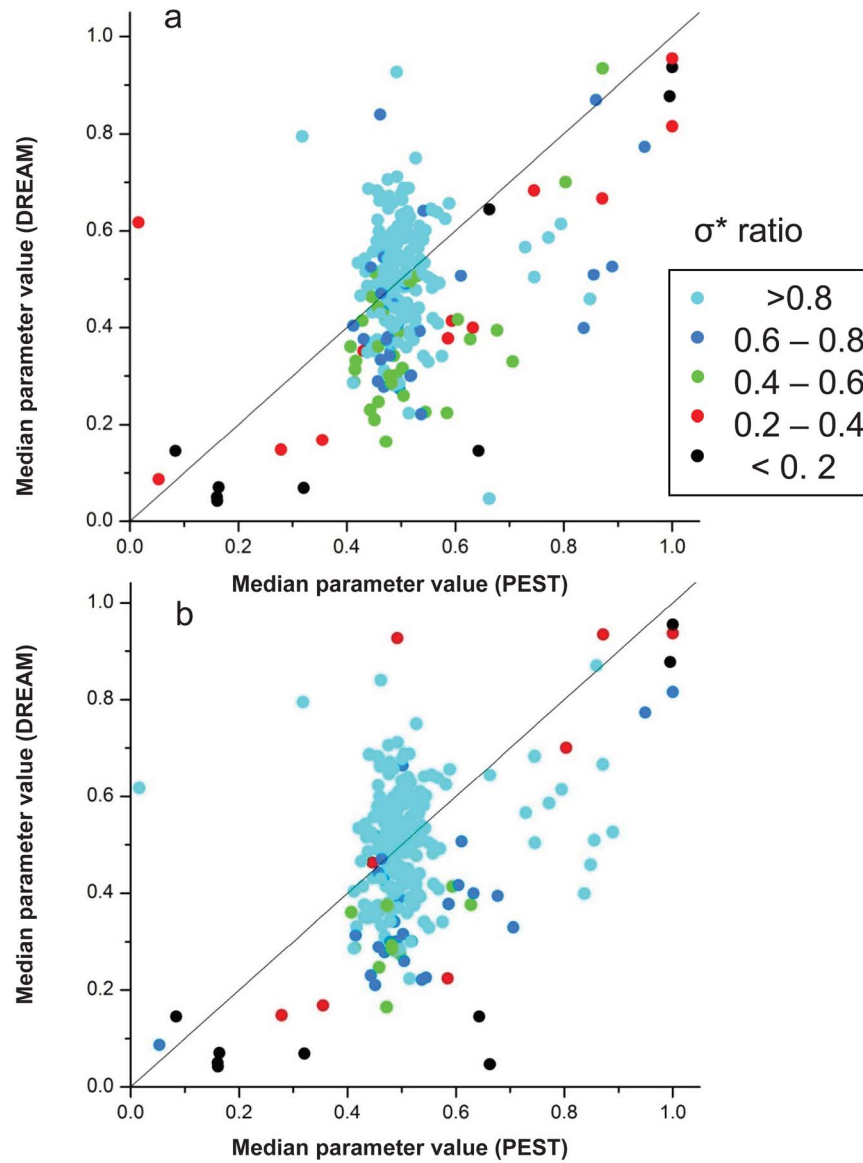 a
1.0
0.8
0.6
0.4
0.2
0.0
Median parameter value (DREAM)
0.0 0.2 0.4 0.6 0.8 1.0
Median parameter value (PEST)
σ* ratio
>0.8
0.6 – 0.8
0.4 – 0.6
0.2 – 0.4
< 0. 2
b
1.0
0.8
0.6
0.4
0.2
0.0
Median parameter value (DREAM)
0.0 0.2 0.4 0.6 0.8 1.0
Median parameter value (PEST)